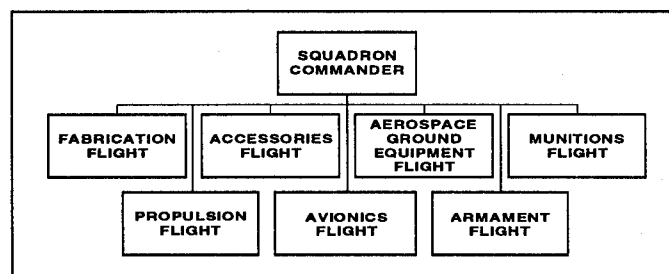 SQUADRON
COMMANDER
FABRICATION
FLIGHT
ACCESSORIES
FLIGHT
AEROSPACE
GROUND
EQUIPMENT
FLIGHT
MUNITIONS
FLIGHT
PROPULSION
FLIGHT
AVIONICS
FLIGHT
ARMAMENT
FLIGHT